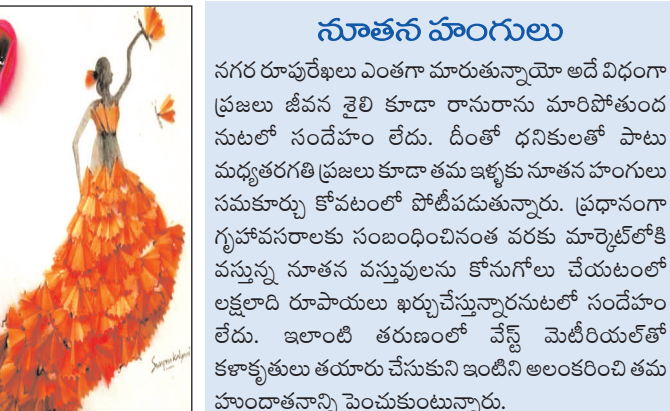 నూతన హంగులు
నగర రూపురేఖలు ఎంతగా మారుతున్నాయో అదే విధంగా
ప్రజలు జీవన శైలి కూడా రానురాను మారిపోతుంద
నుటలో సందేహం లేదు. దీంతో ధనికులతో పాటు
మధ్యతరగతి ప్రజలు కూడా తమ ఇళ్ళకు నూతన హంగులు
సమకూర్చు కోవటంలో పోటీపడుతున్నారు. ప్రధానంగా
గృహావసరాలకు సంబంధించినంత వరకు మార్కెట్‌లోకి
వస్తున్న నూతన వస్తువులను కోనుగోలు చేయటంలో
లక్షలాది రూపాయలు ఖర్చుచేస్తున్నారనుటలో సందేహం
లేదు. ఇలాంటి తరుణంలో వేస్ట్ మెటీరియల్‌తో
కళాకృతులు తయారు చేసుకుని ఇంటిని అలంకరించి తమ
హుందాతనాన్ని పెంచుకుంటున్నారు.